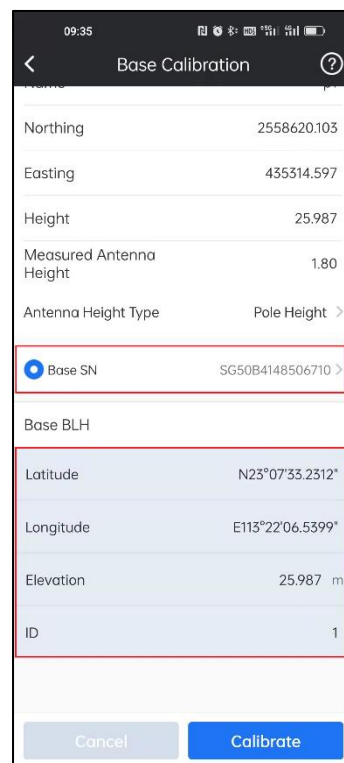 09:35
Base Calibration
Name p1
Northing 2558620.103
Easting 435314.597
Height 25.987
Measured Antenna
Height 1.80
Antenna Height Type Pole Height
Base SN SG50B4148506710
Base BLH
Latitude N23°07'33.2312"
Longitude E113°22'06.5399"
Elevation 25.987 m
ID 1
Cancel Calibrate